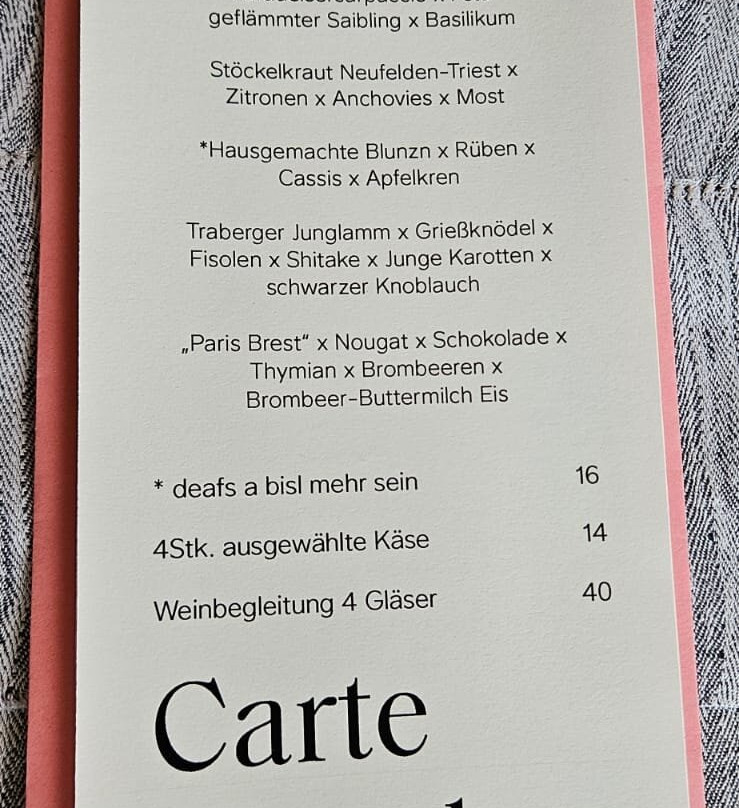 geflämmter Saibling x Basilikum
Stöckelkraut Neufelden-Triest x
Zitronen x Anchovies x Most
*Hausgemachte Blunzn x Rüben x
Cassis x Apfelkren
Traberger Junglamm x Grießknödel x
Fisolen x Shitake x Junge Karotten x
schwarzer Knoblauch
„Paris Brest“ x Nougat x Schokolade x
Thymian x Brombeeren x
Brombeer-Buttermilch Eis
* deafs a bisl mehr sein 16
4Stk. ausgewählte Käse 14
Weinbegleitung 4 Gläser 40
Carte